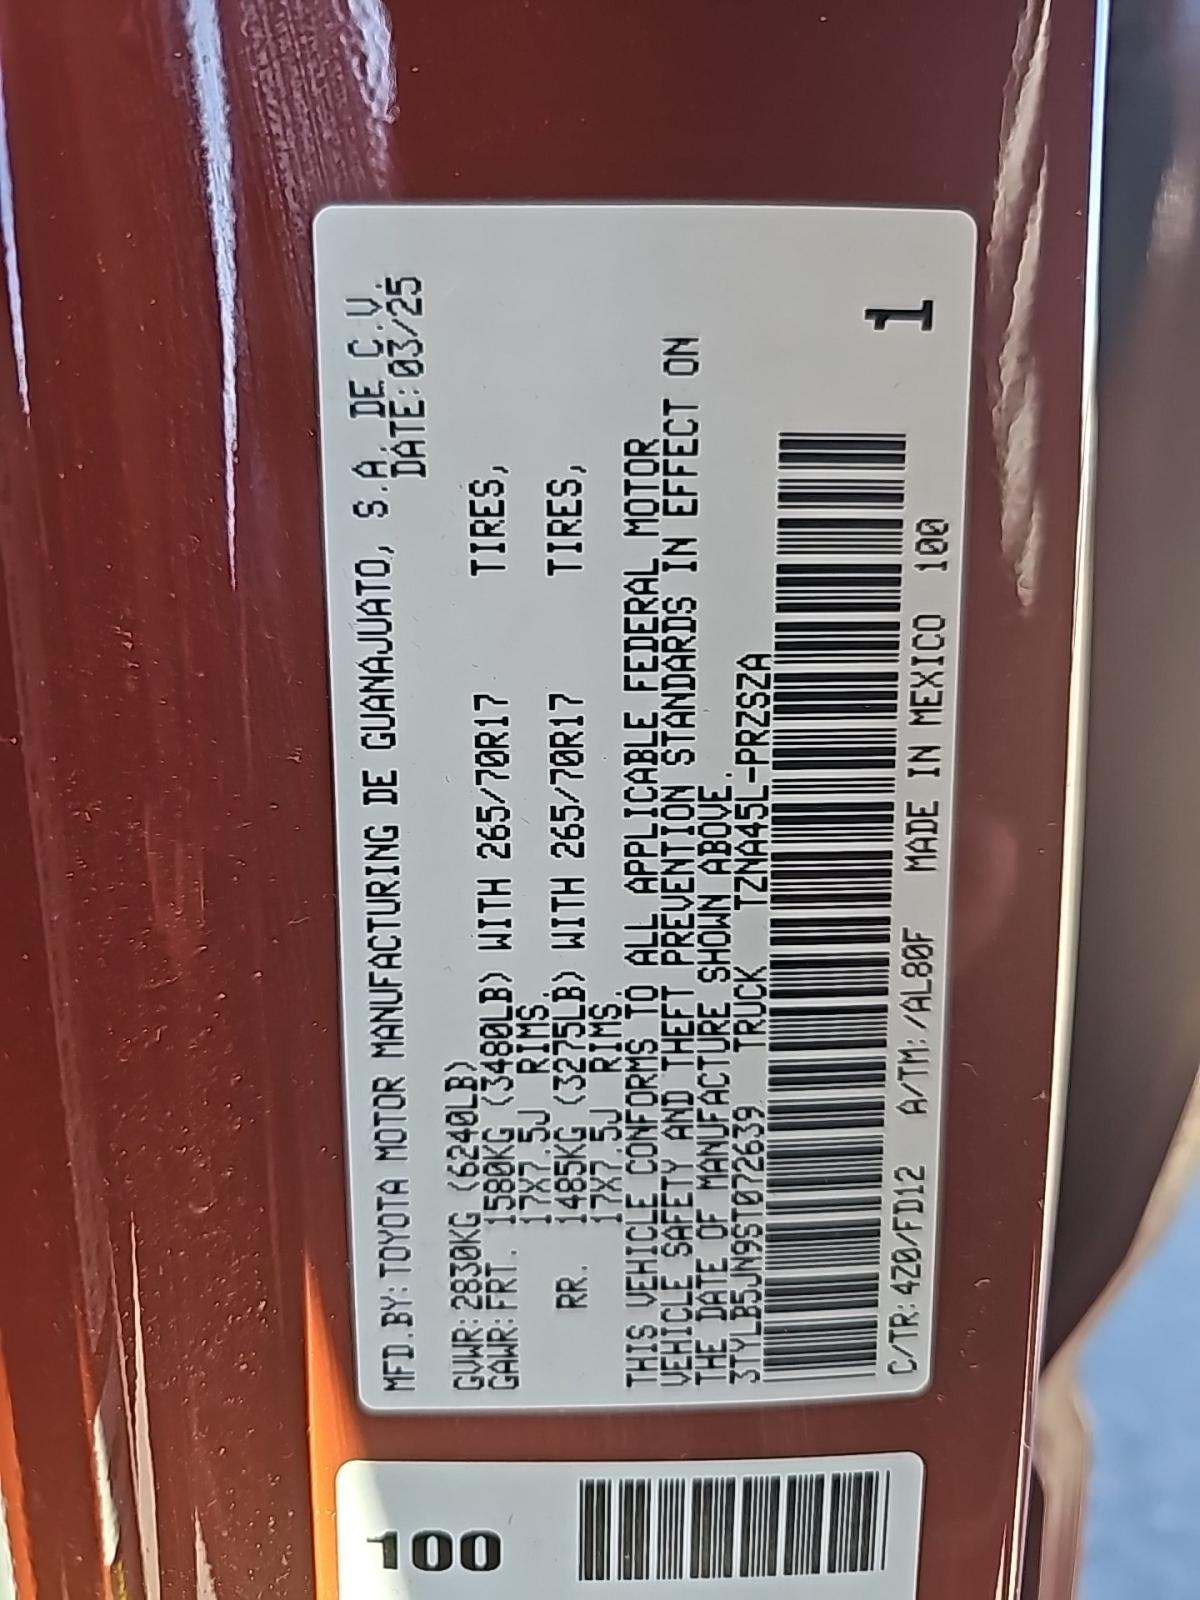 MFD.BY:TOYOTA MOTOR MANUFACTURING DE GUANAJUATO, S.A. DE C.V.
DATE:03/25
GVWR:2830KG (6240LB)
GAWR:FRT. 1580KG (3480LB) WITH 265/70R17 TIRES,
17X7.5J RIMS.
RR. 1485KG (3275LB) WITH 265/70R17 TIRES,
17X7.5J RIMS.
THIS VEHICLE CONFORMS TO ALL APPLICABLE FEDERAL MOTOR
VEHICLE SAFETY AND THEFT PREVENTION STANDARDS IN EFFECT ON
THE DATE OF MANUFACTURE SHOWN ABOVE.
3TYLB5JN9ST072639 TRUCK TZNA45L-PRZSZA
C/TR:4Z0/FD12 A/TM:/AL80F MADE IN MEXICO 100
1
100